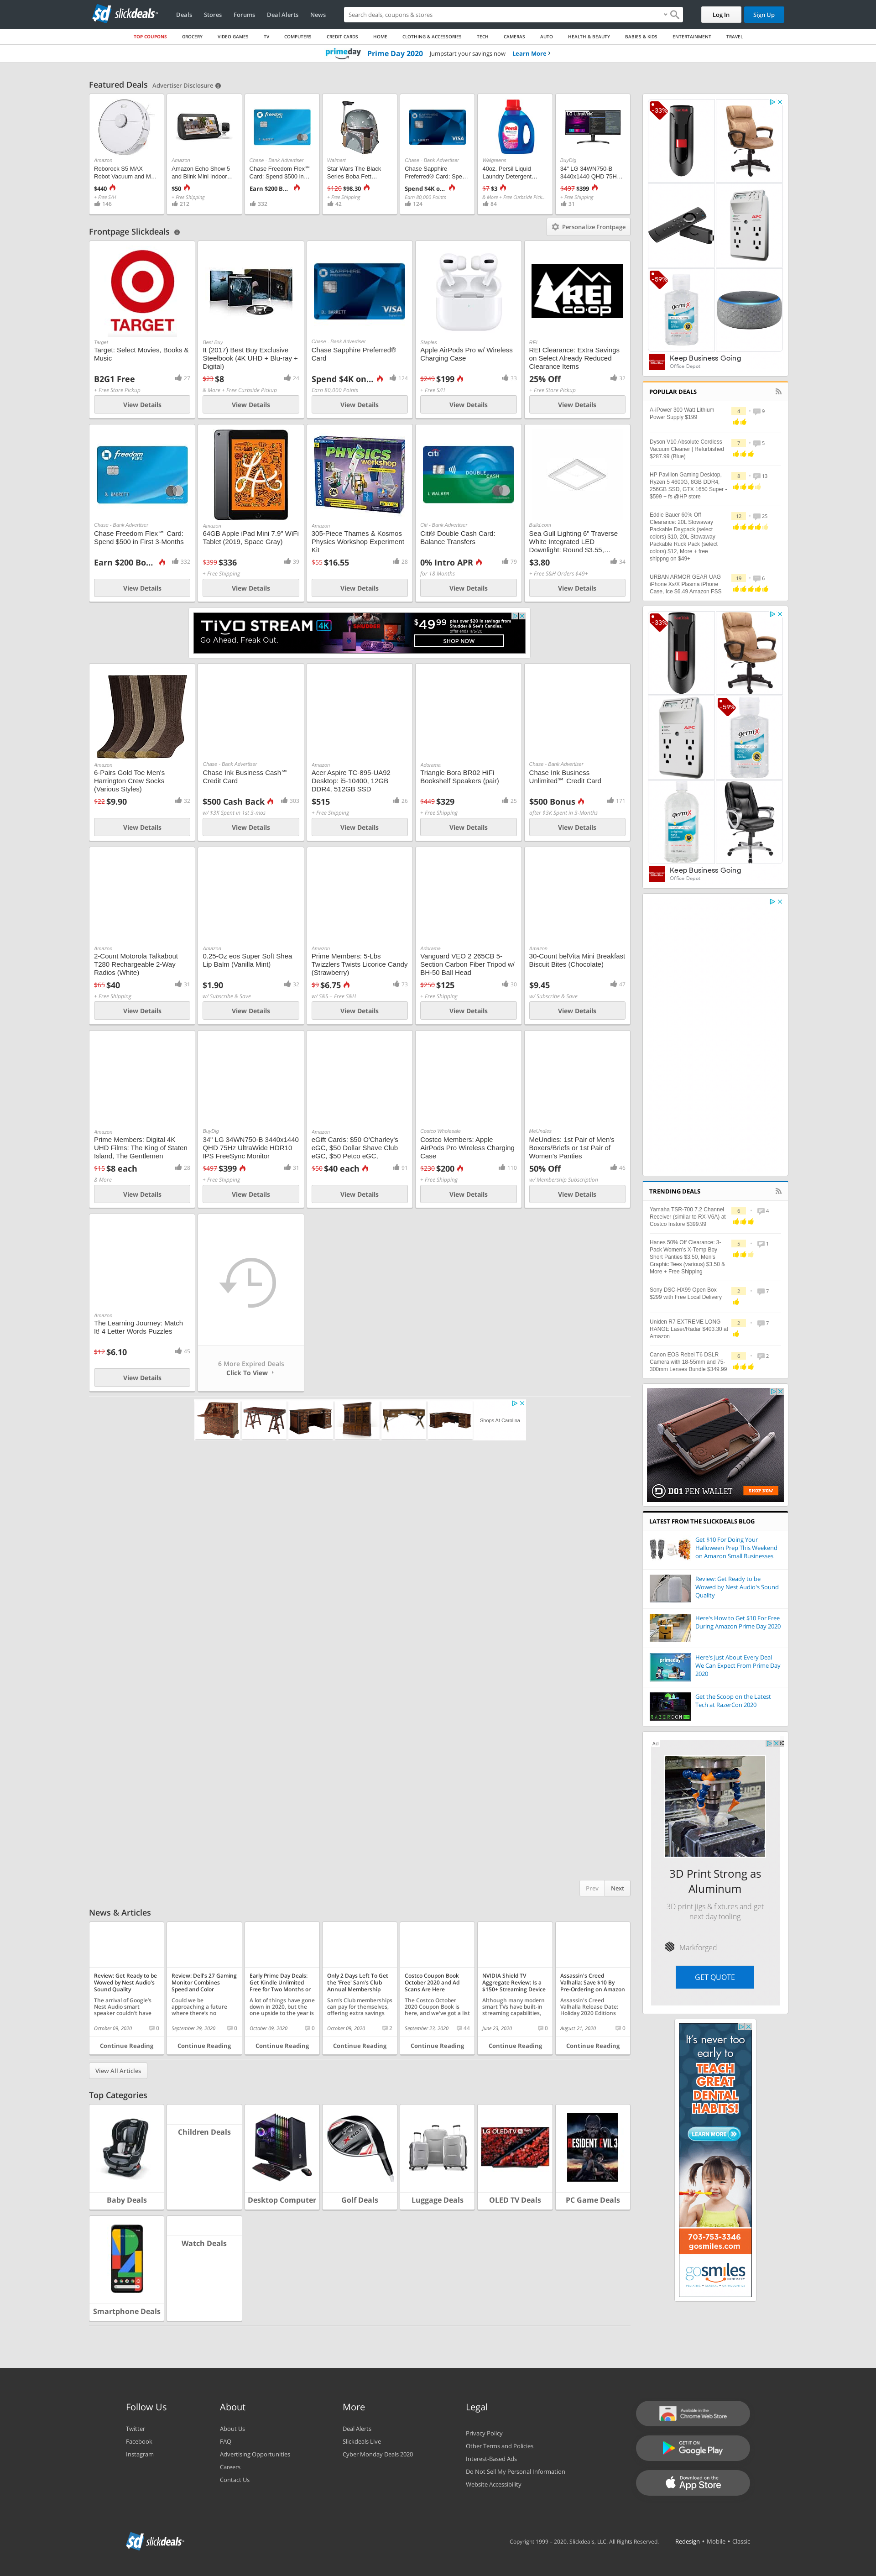 sd slickdeals
Deals Stores Forums Deal Alerts News
Search deals, coupons & stores
Log In Sign Up
TOP COUPONS GROCERY VIDEO GAMES TV COMPUTERS CREDIT CARDS HOME CLOTHING & ACCESSORIES TECH CAMERAS AUTO HEALTH & BEAUTY BABIES & KIDS ENTERTAINMENT TRAVEL
primeday Prime Day 2020 Jumpstart your savings now Learn More
Featured Deals Advertiser Disclosure
Amazon
Roborock S5 MAX
Robot Vacuum and M...
$440
+ Free S/H
146
Amazon
Amazon Echo Show 5
and Blink Mini Indoor...
$50
+ Free Shipping
212
Chase - Bank Advertiser
Chase Freedom Flex℠
Card: Spend $500 in...
Earn $200 B...
332
Walmart
Star Wars The Black
Series Boba Fett...
$120 $98.30
+ Free Shipping
42
Chase - Bank Advertiser
Chase Sapphire
Preferred® Card: Spe...
Spend $4K o...
Earn 80,000 Points
124
Walgreens
40oz. Persil Liquid
Laundry Detergent...
$7 $3
& More + Free Curbside Pick...
84
BuyDig
34" LG 34WN750-B
3440x1440 QHD 75H...
$497 $399
+ Free Shipping
31
Frontpage Slickdeals
Personalize Frontpage
TARGET
Target
Target: Select Movies, Books &
Music
B2G1 Free 27
+ Free Store Pickup
View Details
Best Buy
It (2017) Best Buy Exclusive
Steelbook (4K UHD + Blu-ray +
Digital)
$23 $8 24
& More + Free Curbside Pickup
View Details
Chase - Bank Advertiser
Chase Sapphire Preferred®
Card
Spend $4K on... 124
Earn 80,000 Points
View Details
Staples
Apple AirPods Pro w/ Wireless
Charging Case
$249 $199 33
+ Free S/H
View Details
REI co·op
REI
REI Clearance: Extra Savings
on Select Already Reduced
Clearance Items
25% Off 32
+ Free Store Pickup
View Details
Chase - Bank Advertiser
Chase Freedom Flex℠ Card:
Spend $500 in First 3-Months
Earn $200 Bo... 332
View Details
Amazon
64GB Apple iPad Mini 7.9" WiFi
Tablet (2019, Space Gray)
$399 $336 39
+ Free Shipping
View Details
PHYSICS workshop
Amazon
305-Piece Thames & Kosmos
Physics Workshop Experiment
Kit
$55 $16.55 28
View Details
citi DOUBLE CASH
L WALKER
Citi - Bank Advertiser
Citi® Double Cash Card:
Balance Transfers
0% Intro APR 79
for 18 Months
View Details
Build.com
Sea Gull Lighting 6" Traverse
White Integrated LED
Downlight: Round $3.55,...
$3.80 34
+ Free S&H Orders $49+
View Details
TIVO STREAM 4K
Go Ahead. Freak Out.
$49.99 plus over $20 in savings from
Shudder & See's Candies.
SHOP NOW
Amazon
6-Pairs Gold Toe Men's
Harrington Crew Socks
(Various Styles)
$22 $9.90 32
View Details
Chase - Bank Advertiser
Chase Ink Business Cash℠
Credit Card
$500 Cash Back 303
w/ $3K Spent in 1st 3-mos
View Details
Amazon
Acer Aspire TC-895-UA92
Desktop: i5-10400, 12GB
DDR4, 512GB SSD
$515 26
+ Free Shipping
View Details
Adorama
Triangle Bora BR02 HiFi
Bookshelf Speakers (pair)
$449 $329 25
+ Free Shipping
View Details
Chase - Bank Advertiser
Chase Ink Business
Unlimited℠ Credit Card
$500 Bonus 171
after $3K Spent in 3-Months
View Details
Amazon
2-Count Motorola Talkabout
T280 Rechargeable 2-Way
Radios (White)
$65 $40 31
+ Free Shipping
View Details
Amazon
0.25-Oz eos Super Soft Shea
Lip Balm (Vanilla Mint)
$1.90 32
w/ Subscribe & Save
View Details
Amazon
Prime Members: 5-Lbs
Twizzlers Twists Licorice Candy
(Strawberry)
$9 $6.75 73
w/ S&S + Free S&H
View Details
Adorama
Vanguard VEO 2 265CB 5-
Section Carbon Fiber Tripod w/
BH-50 Ball Head
$250 $125 30
+ Free Shipping
View Details
Amazon
30-Count belVita Mini Breakfast
Biscuit Bites (Chocolate)
$9.45 47
w/ Subscribe & Save
View Details
Amazon
Prime Members: Digital 4K
UHD Films: The King of Staten
Island, The Gentlemen
$15 $8 each 28
& More
View Details
BuyDig
34" LG 34WN750-B 3440x1440
QHD 75Hz UltraWide HDR10
IPS FreeSync Monitor
$497 $399 31
+ Free Shipping
View Details
Amazon
eGift Cards: $50 O'Charley's
eGC, $50 Dollar Shave Club
eGC, $50 Petco eGC,
$50 $40 each 91
View Details
Costco Wholesale
Costco Members: Apple
AirPods Pro Wireless Charging
Case
$230 $200 110
+ Free Shipping
View Details
MeUndies
MeUndies: 1st Pair of Men's
Boxers/Briefs or 1st Pair of
Women's Panties
50% Off 46
w/ Membership Subscription
View Details
Amazon
The Learning Journey: Match
It! 4 Letter Words Puzzles
$12 $6.10 45
View Details
6 More Expired Deals
Click To View
Shops At Carolina
Prev Next
-33%
-59%
Keep Business Going
Office Depot
POPULAR DEALS
A-iPower 300 Watt Lithium
Power Supply $199
4 9
Dyson V10 Absolute Cordless
Vacuum Cleaner | Refurbished
$287.99 (Blue)
7 5
HP Pavilion Gaming Desktop,
Ryzen 5 4600G, 8GB DDR4,
256GB SSD, GTX 1650 Super -
$599 + fs @HP store
8 13
Eddie Bauer 60% Off
Clearance: 20L Stowaway
Packable Daypack (select
colors) $10, 20L Stowaway
Packable Ruck Pack (select
colors) $12, More + free
shippng on $49+
12 25
URBAN ARMOR GEAR UAG
iPhone Xs/X Plasma iPhone
Case, Ice $6.49 Amazon FSS
19 6
-33%
-59%
Keep Business Going
Office Depot
TRENDING DEALS
Yamaha TSR-700 7.2 Channel
Receiver (similar to RX-V6A) at
Costco Instore $399.99
6 4
Hanes 50% Off Clearance: 3-
Pack Women's X-Temp Boy
Short Panties $3.50, Men's
Graphic Tees (various) $3.50 &
More + Free Shipping
5 1
Sony DSC-HX99 Open Box
$299 with Free Local Delivery
2 7
Uniden R7 EXTREME LONG
RANGE Laser/Radar $403.30 at
Amazon
2 7
Canon EOS Rebel T6 DSLR
Camera with 18-55mm and 75-
300mm Lenses Bundle $349.99
6 2
D01 PEN WALLET SHOP NOW
LATEST FROM THE SLICKDEALS BLOG
Get $10 For Doing Your
Halloween Prep This Weekend
on Amazon Small Businesses
Review: Get Ready to be
Wowed by Nest Audio's Sound
Quality
Here's How to Get $10 For Free
During Amazon Prime Day 2020
Here's Just About Every Deal
We Can Expect From Prime Day
2020
Get the Scoop on the Latest
Tech at RazerCon 2020
Ad
3D Print Strong as
Aluminum
3D print jigs & fixtures and get
next day tooling
Markforged
GET QUOTE
It's never too
early to
TEACH
GREAT
DENTAL
HABITS!
LEARN MORE
703-753-3346
gosmiles.com
gosmiles
News & Articles
Review: Get Ready to be
Wowed by Nest Audio's
Sound Quality
The arrival of Google's
Nest Audio smart
speaker couldn't have
October 09, 2020 0
Continue Reading
Review: Dell's 27 Gaming
Monitor Combines
Speed and Color
Could we be
approaching a future
where there's no
September 29, 2020 0
Continue Reading
Early Prime Day Deals:
Get Kindle Unlimited
Free for Two Months or
A lot of things have gone
down in 2020, but the
one upside to the year is
October 09, 2020 0
Continue Reading
Only 2 Days Left To Get
the 'Free' Sam's Club
Annual Membership
Sam's Club memberships
can pay for themselves,
offering extra savings
October 09, 2020 2
Continue Reading
Costco Coupon Book
October 2020 and Ad
Scans Are Here
The Costco October
2020 Coupon Book is
here, and we've got a list
September 23, 2020 44
Continue Reading
NVIDIA Shield TV
Aggregate Review: Is a
$150+ Streaming Device
Although many modern
smart TVs have built-in
streaming capabilities,
June 23, 2020 0
Continue Reading
Assassin's Creed
Valhalla: Save $10 By
Pre-Ordering on Amazon
Assassin's Creed
Valhalla Release Date:
Holiday 2020 Editions
August 21, 2020 0
Continue Reading
View All Articles
Top Categories
Baby Deals
Children Deals
Desktop Computer
Golf Deals
Luggage Deals
LG OLED TV
OLED TV Deals
RESIDENT EVIL 3
PC Game Deals
Smartphone Deals
Watch Deals
Follow Us
Twitter
Facebook
Instagram
About
About Us
FAQ
Advertising Opportunities
Careers
Contact Us
More
Deal Alerts
Slickdeals Live
Cyber Monday Deals 2020
Legal
Privacy Policy
Other Terms and Policies
Interest-Based Ads
Do Not Sell My Personal Information
Website Accessibility
Available in the
Chrome Web Store
GET IT ON
Google Play
Download on the
App Store
sd slickdeals
Copyright 1999 – 2020. Slickdeals, LLC. All Rights Reserved. Redesign • Mobile • Classic